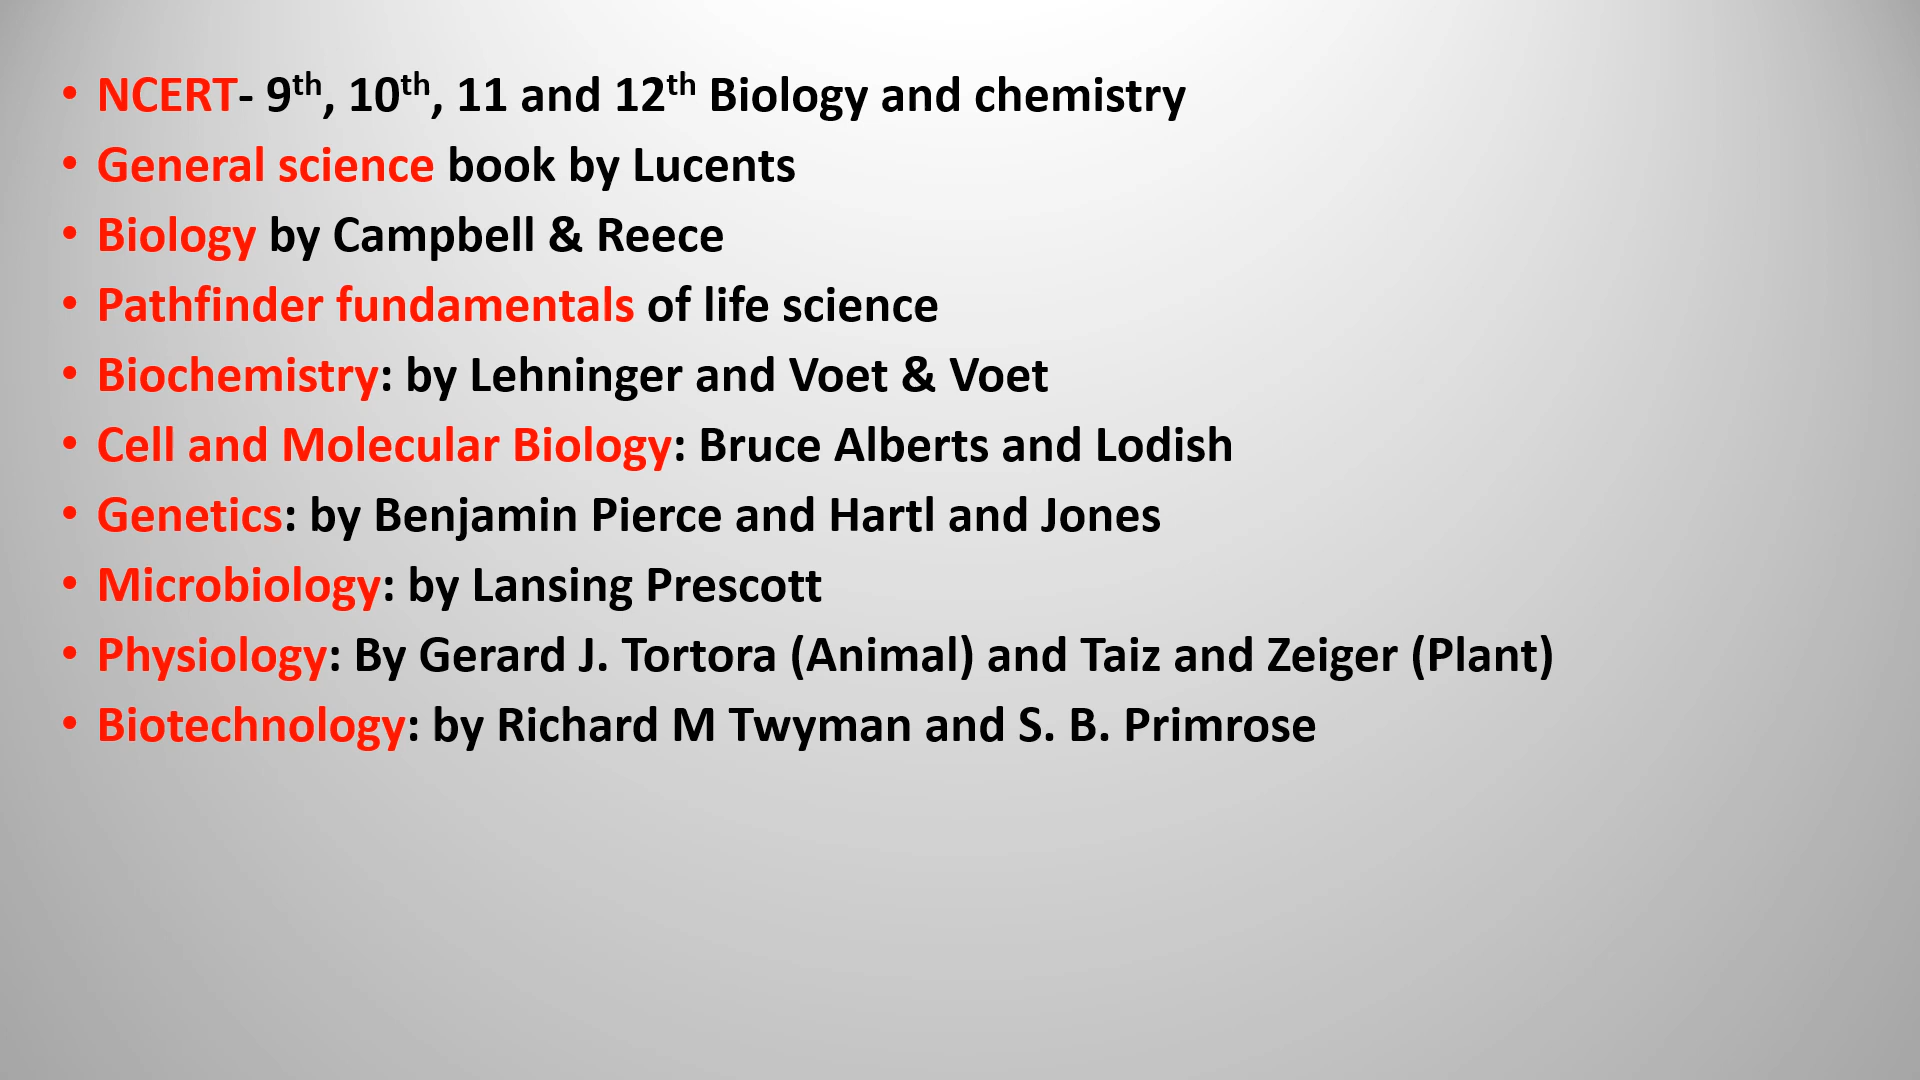 • NCERT- 9th, 10th, 11 and 12th Biology and chemistry
• General science book by Lucents
• Biology by Campbell & Reece
• Pathfinder fundamentals of life science
• Biochemistry: by Lehninger and Voet & Voet
• Cell and Molecular Biology: Bruce Alberts and Lodish
• Genetics: by Benjamin Pierce and Hartl and Jones
• Microbiology: by Lansing Prescott
• Physiology: By Gerard J. Tortora (Animal) and Taiz and Zeiger (Plant)
• Biotechnology: by Richard M Twyman and S. B. Primrose